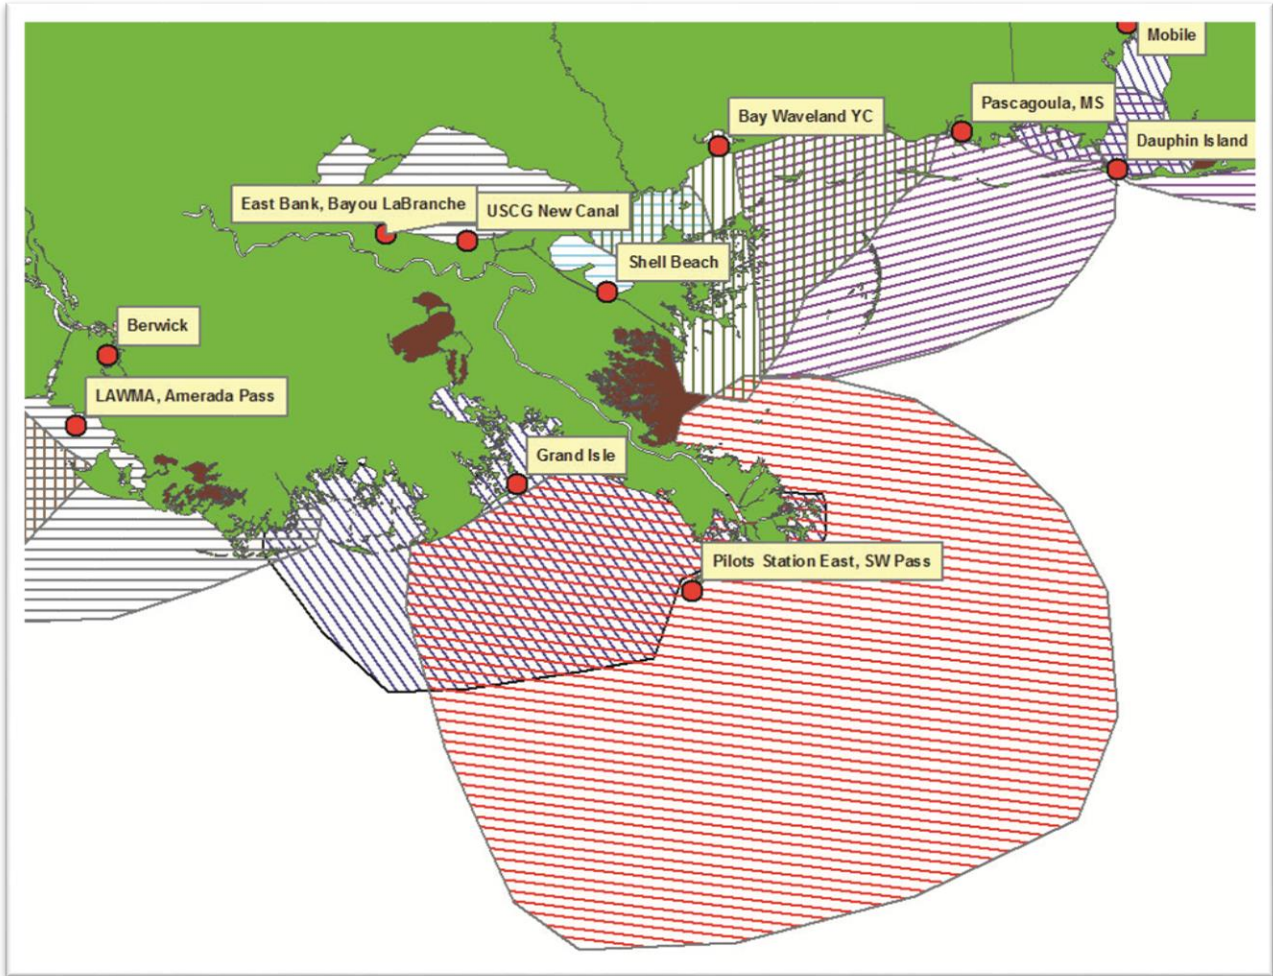 Mobile
Pascagoula, MS
Bay Waveland YC
Dauphin Island
East Bank, Bayou LaBranche
USCG New Canal
Shell Beach
Berwick
LAWMA, Amerada Pass
Grand Isle
Pilots Station East, SW Pass